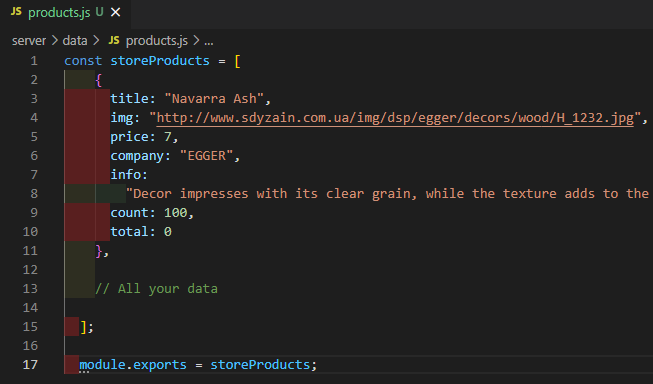 JS products.js U ×
server > data > JS products.js > ...
1 const storeProducts = [
2 {
3 title: "Navarra Ash",
4 img: "http://www.sdyzain.com.ua/img/dsp/egger/decors/wood/H_1232.jpg",
5 price: 7,
6 company: "EGGER",
7 info:
8 "Decor impresses with its clear grain, while the texture adds to the
9 count: 100,
10 total: 0
11 },
12
13 // All your data
14
15 ];
16
17 module.exports = storeProducts;